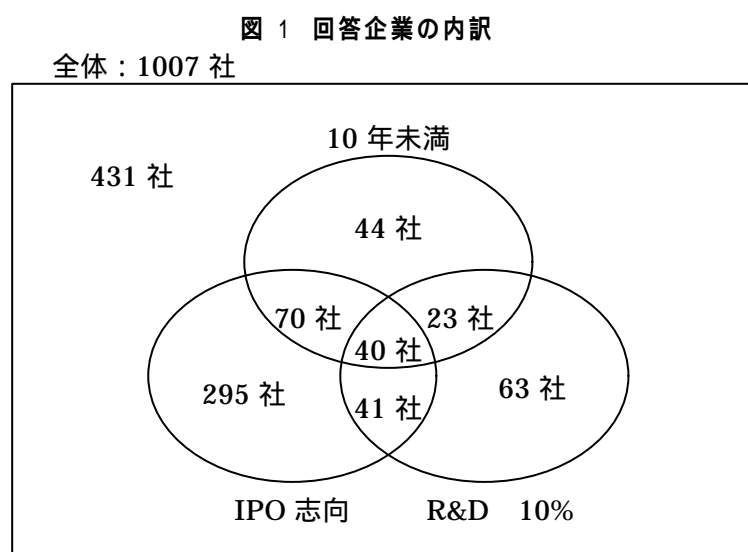 図 1 回答企業の内訳
全体：1007 社
10 年未満
431 社
44 社
70 社
23 社
40 社
295 社
41 社
63 社
IPO 志向
R&D 10%